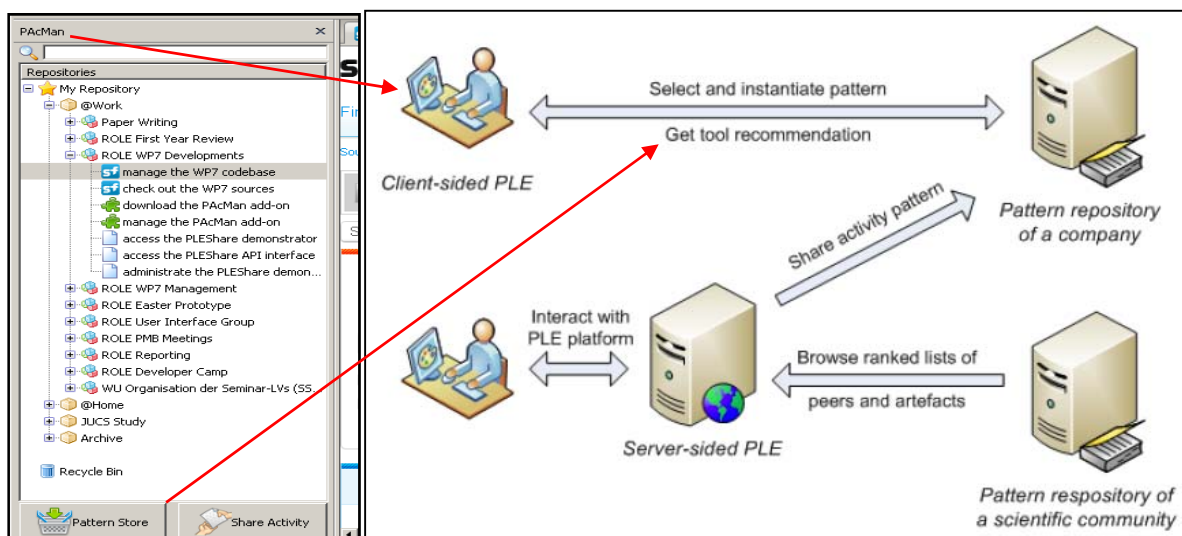 PAcMan
Repositories
My Repository
@Work
Paper Writing
ROLE First Year Review
ROLE WP7 Developments
manage the WP7 codebase
check out the WP7 sources
download the PAcMan add-on
manage the PAcMan add-on
access the PLEShare demonstrator
access the PLEShare API interface
administrate the PLEShare demon...
ROLE WP7 Management
ROLE Easter Prototype
ROLE User Interface Group
ROLE PMB Meetings
ROLE Reporting
ROLE Developer Camp
WU Organisation der Seminar-LVs (SS...
@Home
JUCS Study
Archive
Recycle Bin
Pattern Store
Share Activity
Select and instantiate pattern
Get tool recommendation
Client-sided PLE
Pattern repository
of a company
Share activity pattern
Interact with
PLE platform
Browse ranked lists of
peers and artefacts
Server-sided PLE
Pattern respository of
a scientific community